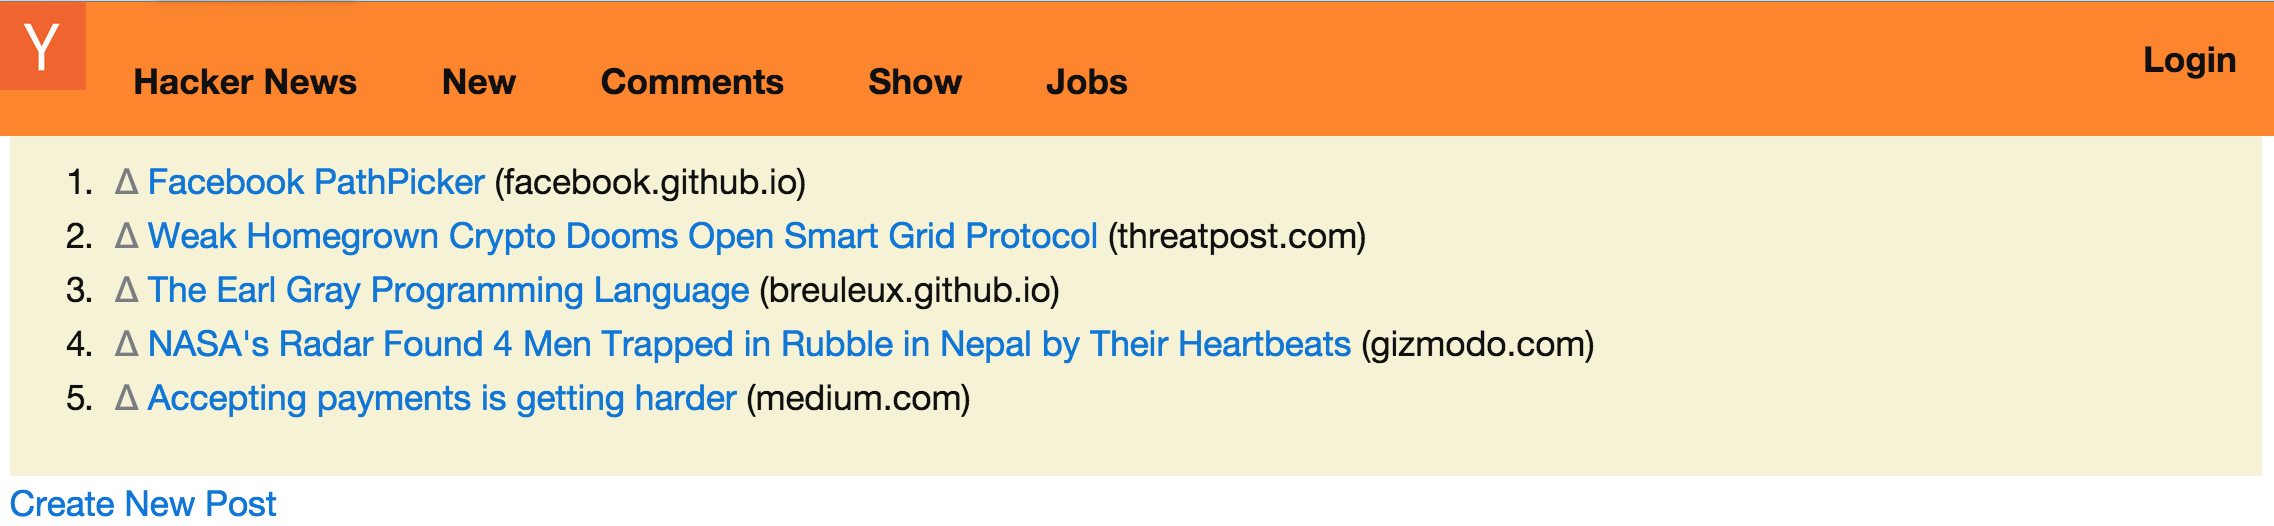 Y
Hacker News New Comments Show Jobs Login
1. Δ Facebook PathPicker (facebook.github.io)
2. Δ Weak Homegrown Crypto Dooms Open Smart Grid Protocol (threatpost.com)
3. Δ The Earl Gray Programming Language (breuleux.github.io)
4. Δ NASA's Radar Found 4 Men Trapped in Rubble in Nepal by Their Heartbeats (gizmodo.com)
5. Δ Accepting payments is getting harder (medium.com)
Create New Post